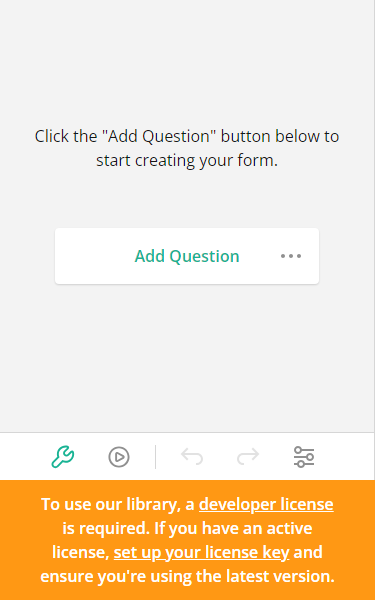 Click the "Add Question" button below to
start creating your form.
Add Question
To use our library, a developer license
is required. If you have an active
license, set up your license key and
ensure you're using the latest version.